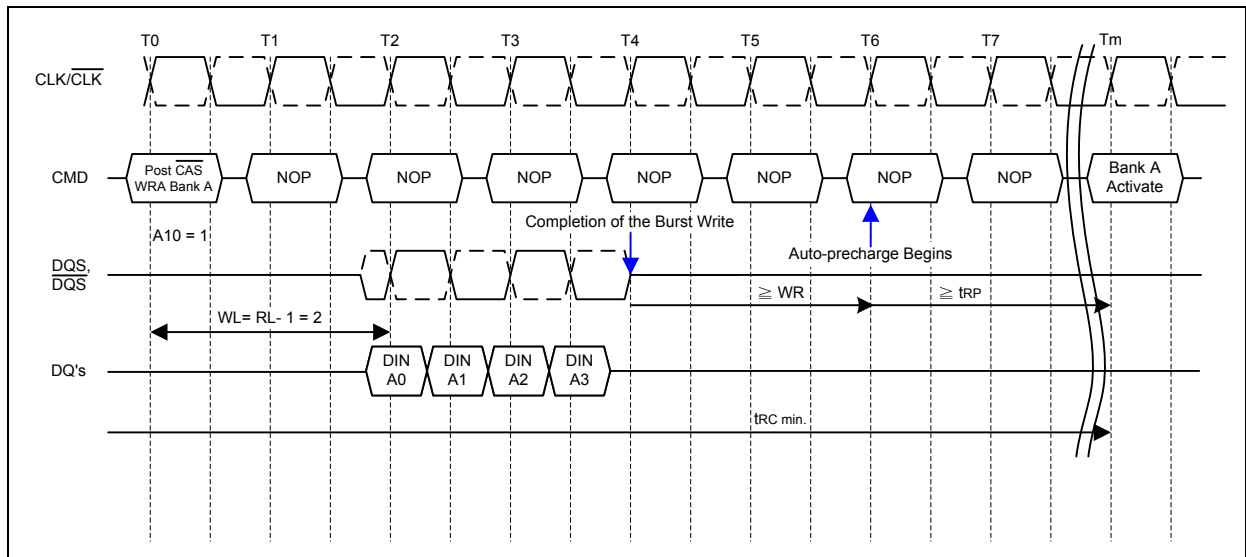 T0 T1 T2 T3 T4 T5 T6 T7 Tm
CLK/CLK
CMD
Post CAS
WRA Bank A
NOP NOP NOP NOP NOP NOP NOP
Bank A
Activate
A10 = 1
Completion of the Burst Write
Auto-precharge Begins
DQS,
DQS
≧ WR
≧ tRP
WL= RL- 1 = 2
DQ's
DIN
A0
DIN
A1
DIN
A2
DIN
A3
tRC min.